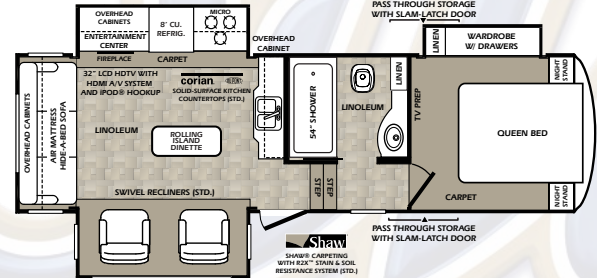 PASS THROUGH STORAGE
WITH SLAM-LATCH DOOR
OVERHEAD
CABINETS
8' CU.
REFRIG.
MICRO
ENTERTAINMENT
CENTER
OVERHEAD
CABINET
LINEN
WARDROBE
W/ DRAWERS
FIREPLACE
CARPET
32" LCD HDTV WITH
HDMI A/V SYSTEM
AND iPOD® HOOKUP
corian
SOLID-SURFACE KITCHEN
COUNTERTOPS (STD.)
OVERHEAD CABINETS
AIR MATTRESS
HIDE-A-BED SOFA
LINOLEUM
ROLLING
ISLAND
DINETTE
54" SHOWER
LINOLEUM
LINEN
TV PREP
NIGHT
STAND
QUEEN BED
NIGHT
STAND
CARPET
STEP
STEP
SWIVEL RECLINERS (STD.)
Shaw
SHAW® CARPETING
WITH R2X™ STAIN & SOIL
RESISTANCE SYSTEM (STD.)
PASS THROUGH STORAGE
WITH SLAM-LATCH DOOR